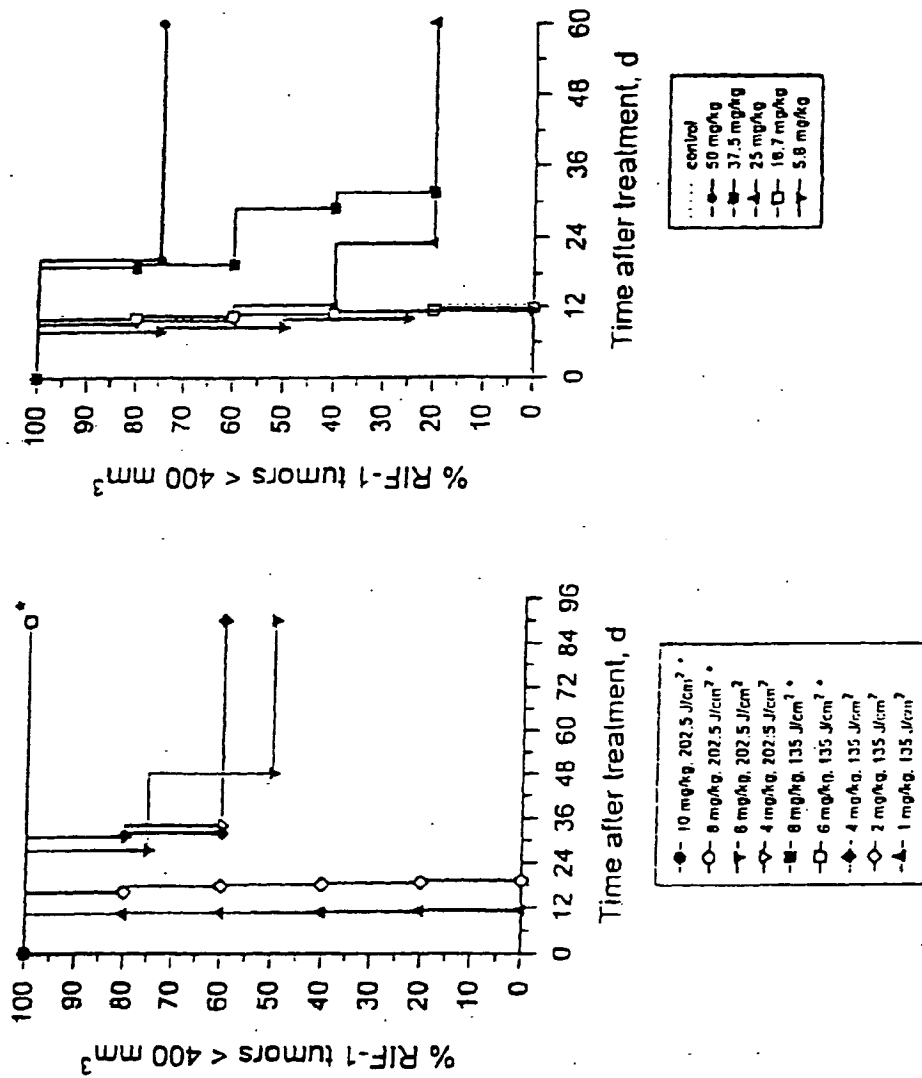 % RIF-1 tumors < 400 mm³
100
90
80
70
60
50
40
30
20
10
0
0
12
24
36
48
60
72
84
96
*
Time after treatment, d
10 mg/kg, 202.5 J/cm² *
8 mg/kg, 202.5 J/cm² *
6 mg/kg, 202.5 J/cm²
4 mg/kg, 202.5 J/cm²
8 mg/kg, 135 J/cm² *
6 mg/kg, 135 J/cm² *
4 mg/kg, 135 J/cm²
2 mg/kg, 135 J/cm²
1 mg/kg, 135 J/cm²
% RIF-1 tumors < 400 mm³
100
90
80
70
60
50
40
30
20
10
0
0
12
24
36
48
60
Time after treatment, d
control
50 mg/kg
37.5 mg/kg
25 mg/kg
16.7 mg/kg
5.8 mg/kg